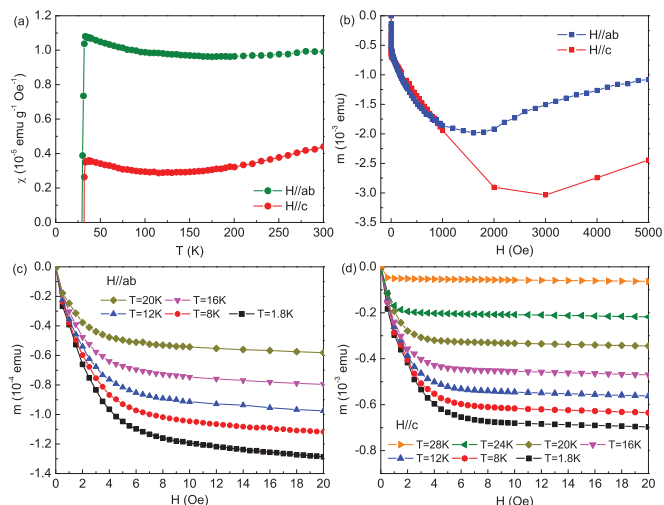 (a)
1.2
1.0
0.8
0.6
0.4
0.2
0.0
χ (10⁻⁵ emu g⁻¹ Oe⁻¹)
H//ab
H//c
0 50 100 150 200 250 300
T (K)
(b)
0.0
-0.5
-1.0
-1.5
-2.0
-2.5
-3.0
-3.5
m (10⁻³ emu)
H//ab
H//c
0 1000 2000 3000 4000 5000
H (Oe)
(c)
0.0
-0.2
-0.4
-0.6
-0.8
-1.0
-1.2
-1.4
m (10⁻⁴ emu)
H//ab
T=20K T=16K
T=12K T=8K T=1.8K
0 2 4 6 8 10 12 14 16 18 20
H (Oe)
(d)
0.0
-0.2
-0.4
-0.6
-0.8
m (10⁻³ emu)
H//c
T=28K T=24K T=20K T=16K
T=12K T=8K T=1.8K
0 2 4 6 8 10 12 14 16 18 20
H (Oe)